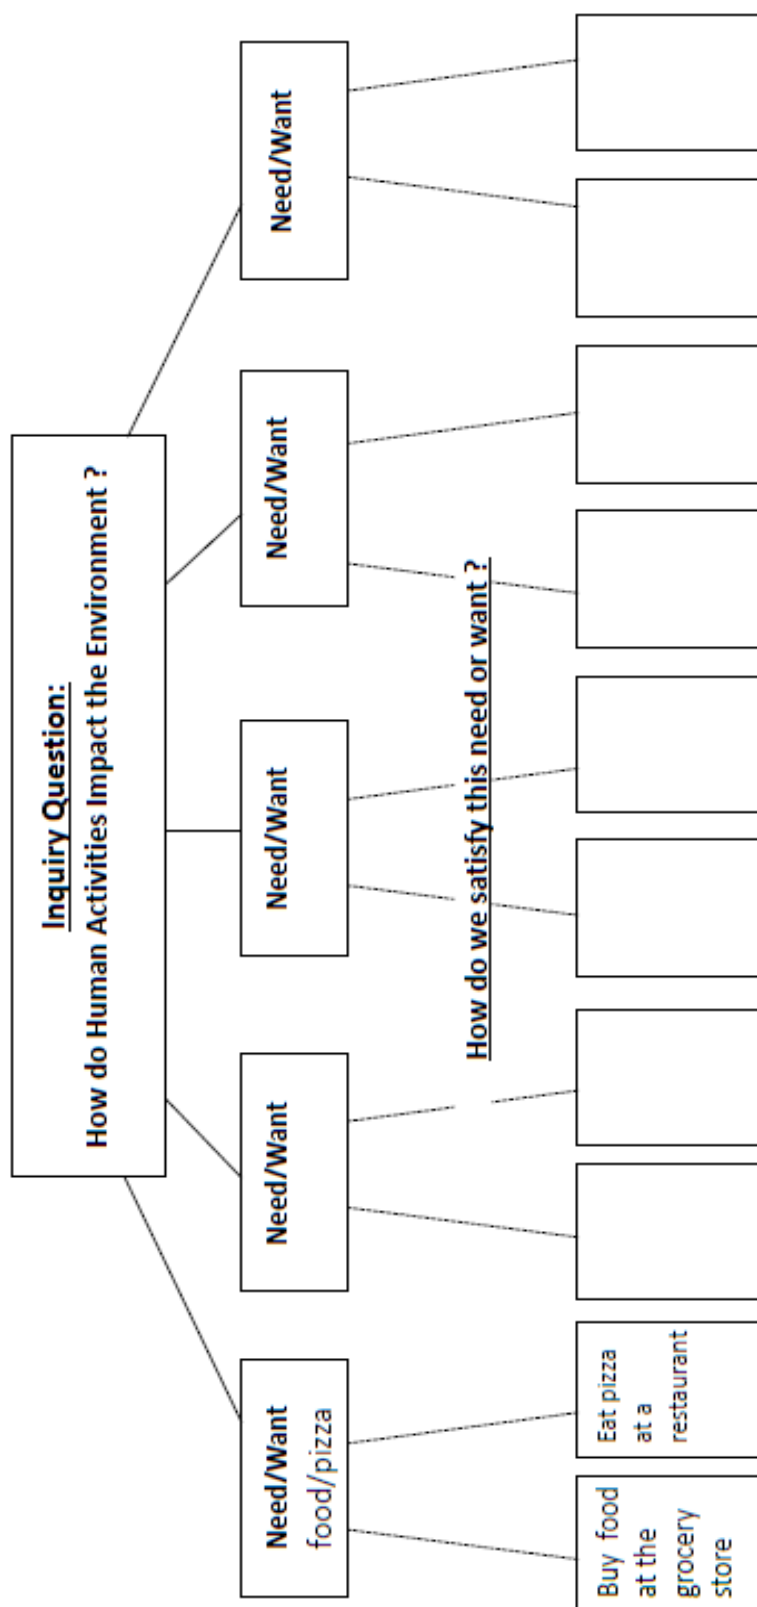 Inquiry Question:
How do Human Activities Impact the Environment ?
Need/Want
food/pizza
Need/Want
Need/Want
Need/Want
Need/Want
How do we satisfy this need or want ?
Buy food
at the
grocery
store
Eat pizza
at a
restaurant